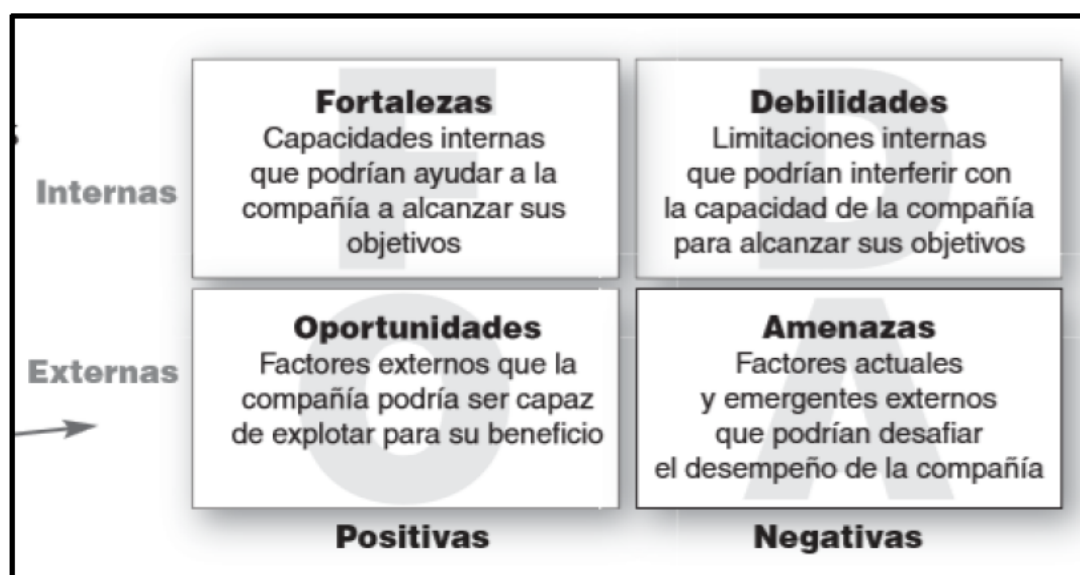 Internas
Fortalezas
Capacidades internas
que podrían ayudar a la
compañía a alcanzar sus
objetivos
Debilidades
Limitaciones internas
que podrían interferir con
la capacidad de la compañía
para alcanzar sus objetivos
Externas
Oportunidades
Factores externos que la
compañía podría ser capaz
de explotar para su beneficio
Amenazas
Factores actuales
y emergentes externos
que podrían desafiar
el desempeño de la compañía
Positivas
Negativas
F
D
O
A